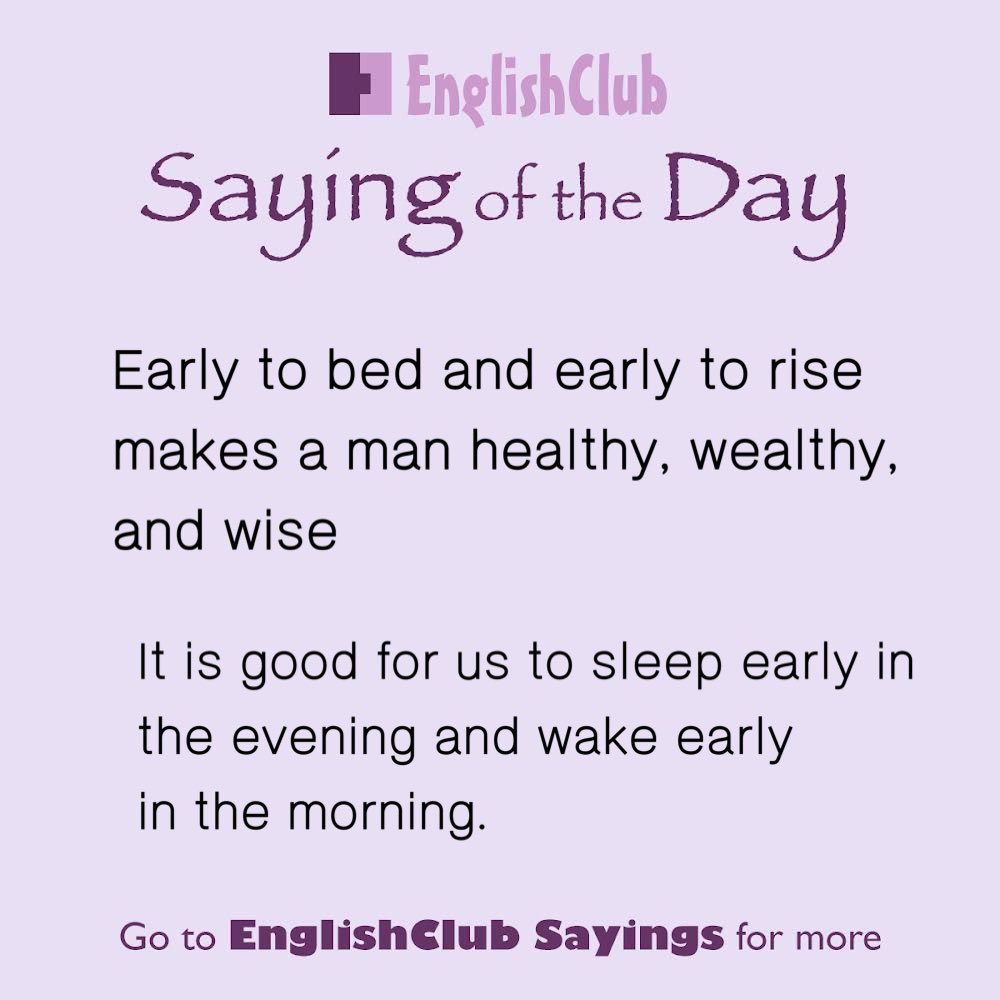 EnglishClub
Saying of the Day
Early to bed and early to rise
makes a man healthy, wealthy,
and wise
It is good for us to sleep early in
the evening and wake early
in the morning.
Go to EnglishClub Sayings for more